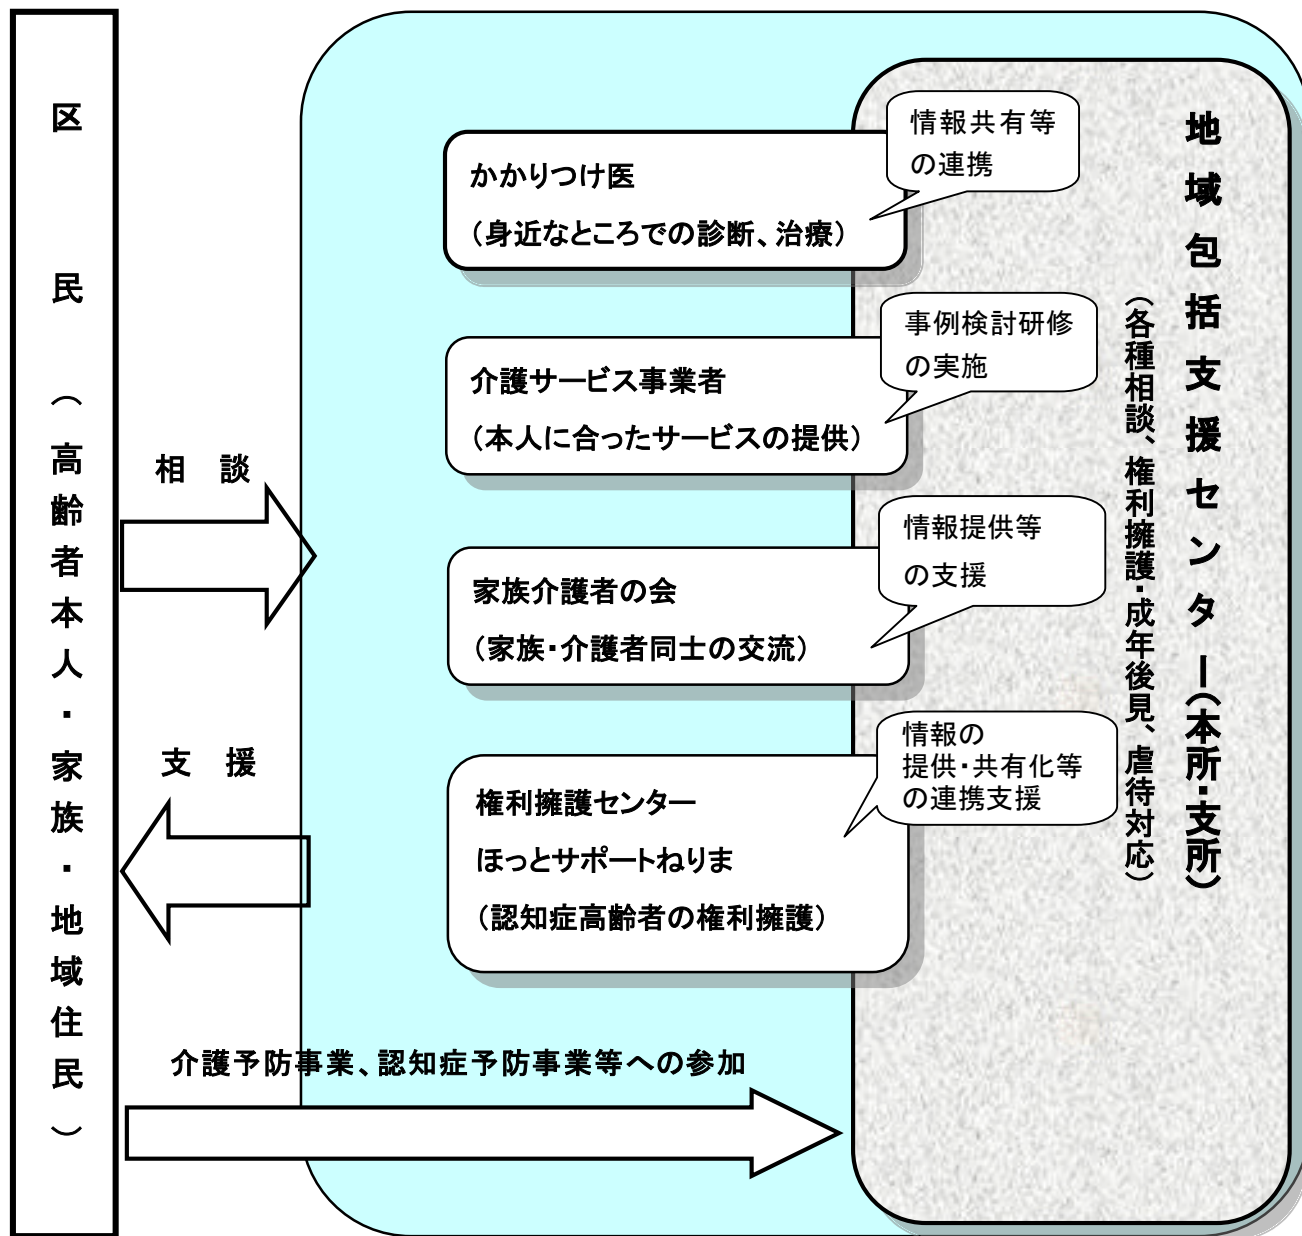 区民（高齢者本人・家族・地域住民）
相談
支援
介護予防事業、認知症予防事業等への参加
かかりつけ医
（身近なところでの診断、治療）
情報共有等
の連携
介護サービス事業者
（本人に合ったサービスの提供）
事例検討研修
の実施
家族介護者の会
（家族・介護者同士の交流）
情報提供等
の支援
権利擁護センター
ほっとサポートねりま
（認知症高齢者の権利擁護）
情報の
提供・共有化等
の連携支援
地域包括支援センター（本所・支所）
（各種相談、権利擁護・成年後見、虐待対応）